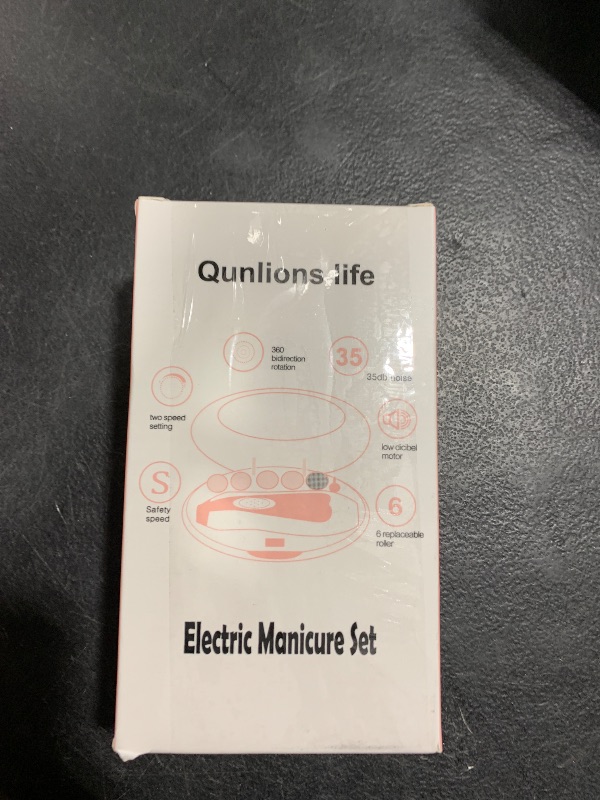 Qunlions life
360
bidirection
rotation
35
35db noise
two speed
setting
low dicibel
motor
S
Safety
speed
6
6 replaceable
roller
Electric Manicure Set